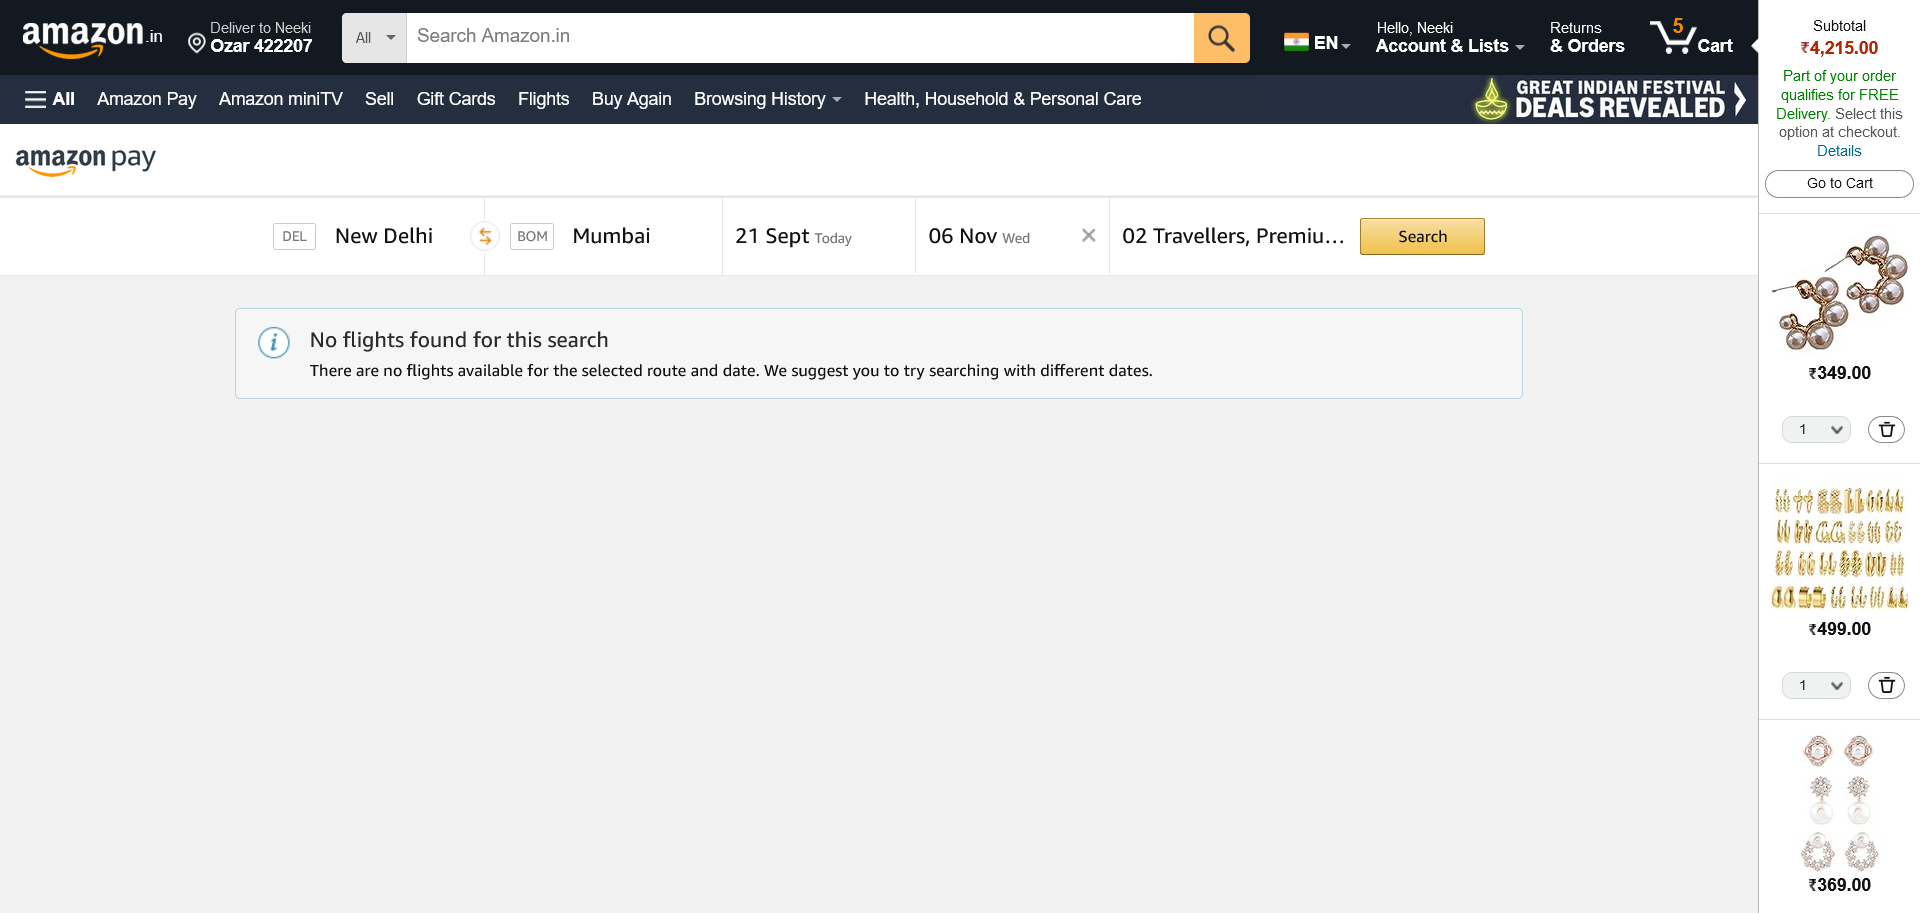 amazon.in
Deliver to Neeki
Ozar 422207
All
Search Amazon.in
EN
Hello, Neeki
Account & Lists
Returns
& Orders
5
Cart
All
Amazon Pay
Amazon miniTV
Sell
Gift Cards
Flights
Buy Again
Browsing History
Health, Household & Personal Care
GREAT INDIAN FESTIVAL
DEALS REVEALED
amazon pay
DEL
New Delhi
BOM
Mumbai
21 Sept Today
06 Nov Wed
02 Travellers, Premiu...
Search
i
No flights found for this search
There are no flights available for the selected route and date. We suggest you to try searching with different dates.
Subtotal
₹4,215.00
Part of your order
qualifies for FREE
Delivery. Select this
option at checkout.
Details
Go to Cart
₹349.00
1
₹499.00
1
₹369.00